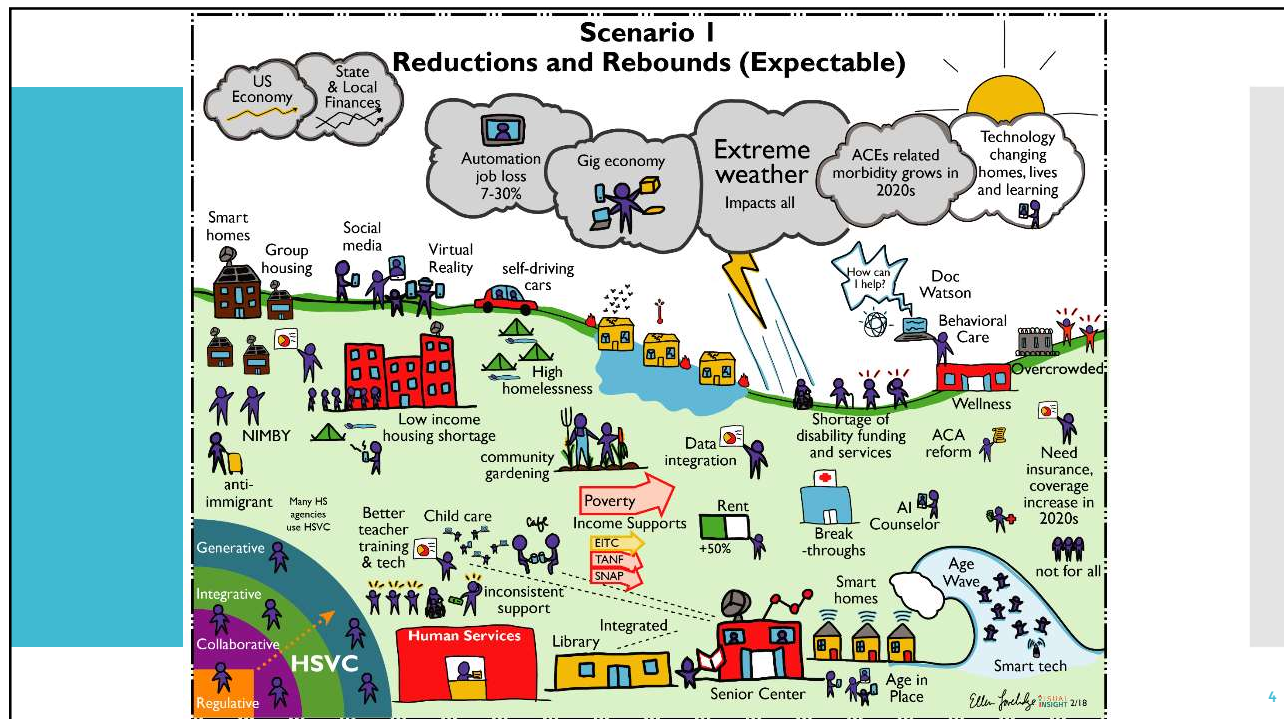 Scenario 1
Reductions and Rebounds (Expectable)
US
Economy
State
& Local
Finances
Automation
job loss
7-30%
Gig economy
Extreme
weather
Impacts all
ACEs related
morbidity grows in
2020s
Technology
changing
homes, lives
and learning
Smart
homes
Group
housing
Social
media
Virtual
Reality
self-driving
cars
How can
I help?
Doc
Watson
Behavioral
Care
Overcrowded
Wellness
High
homelessness
Low income
housing shortage
NIMBY
anti-
immigrant
community
gardening
Data
integration
Shortage of
disability funding
and services
ACA
reform
Need
insurance,
coverage
increase in
2020s
not for all
Many HS
agencies
use HSVC
Better
teacher
training
& tech
Child care
cafe
Poverty
Income Supports
EITC
TANF
SNAP
Rent
+50%
Break
-throughs
AI
Counselor
inconsistent
support
Generative
Integrative
Collaborative
Regulative
HSVC
Human Services
Library
Integrated
Senior Center
Smart
homes
Age in
Place
Age
Wave
Smart tech
VISUAL
INSIGHT 2/18
4